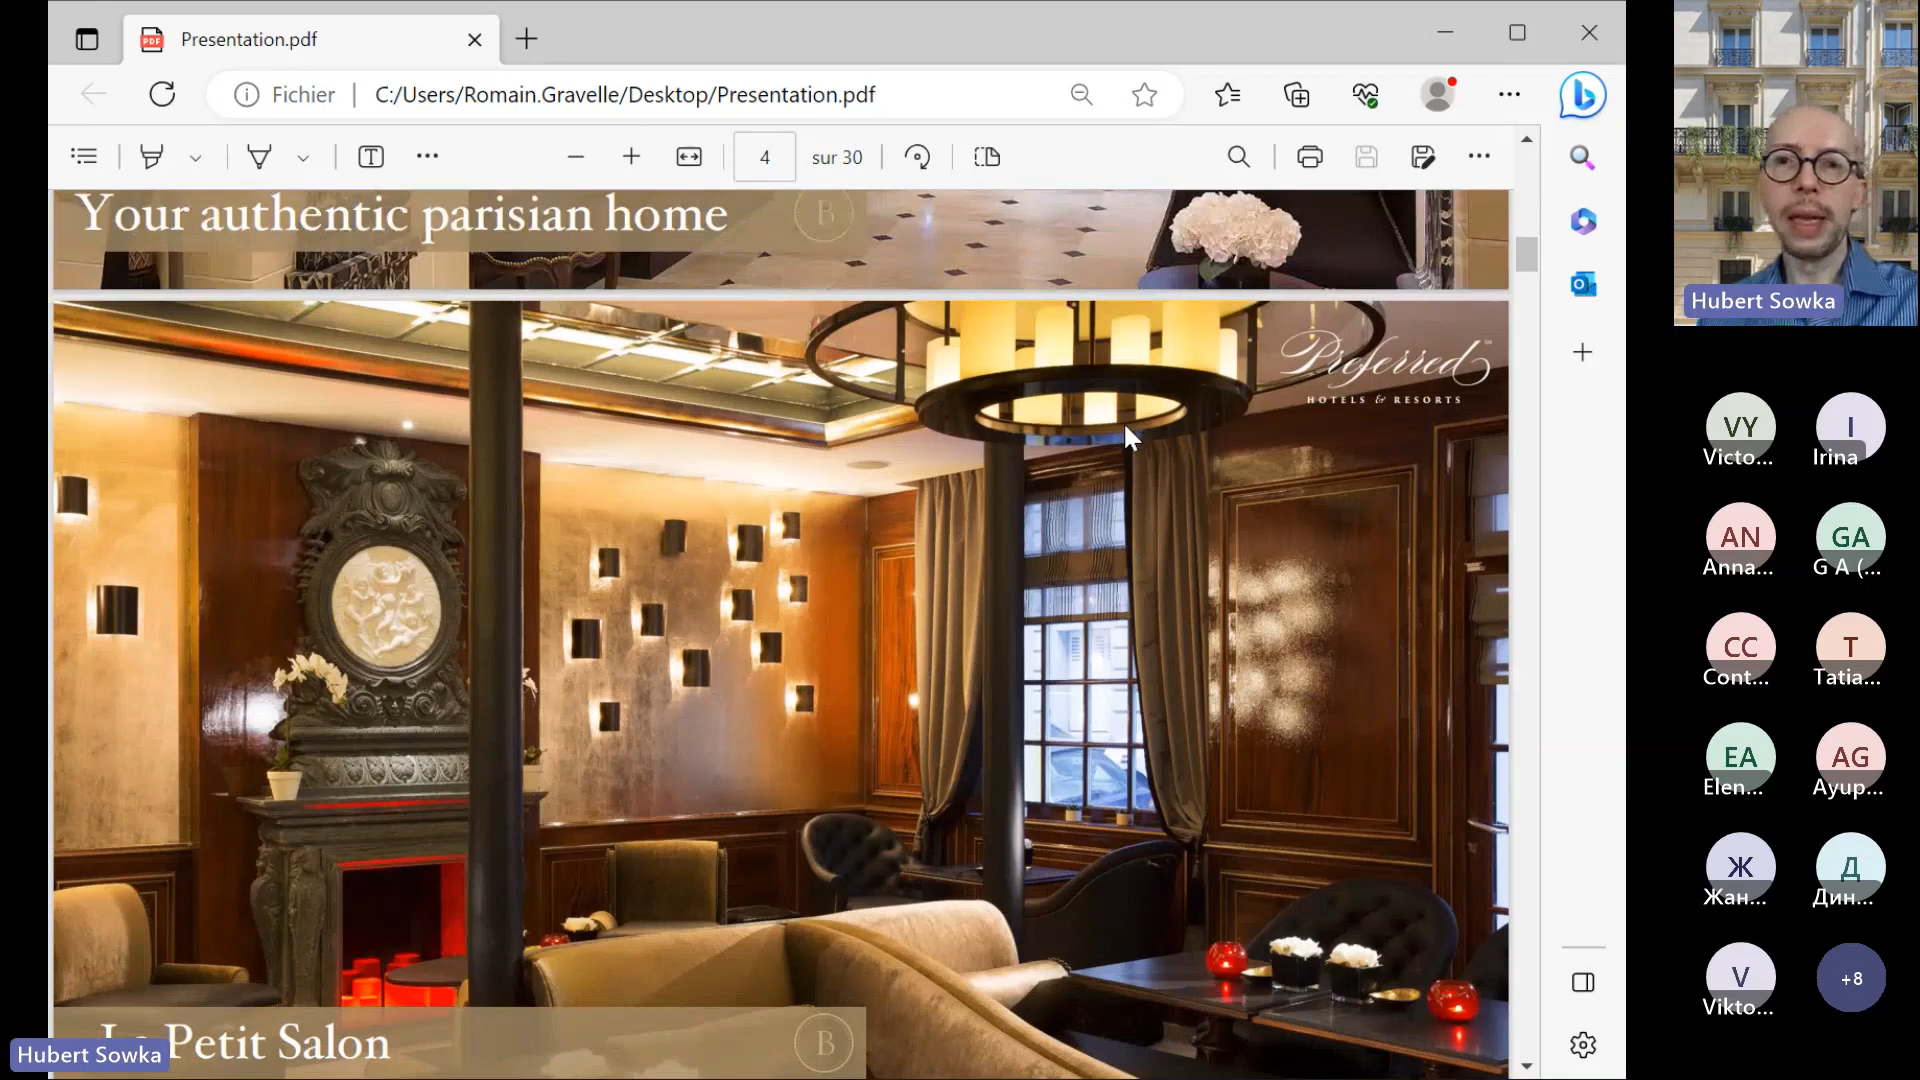 Presentation.pdf
Fichier
C:/Users/Romain.Gravelle/Desktop/Presentation.pdf
4 sur 30
Your authentic parisian home
B
Preferred
HOTELS & RESORTS
Petit Salon
B
Hubert Sowka
Hubert Sowka
VY I
Victo... Irina
AN GA
Anna... G A (...
CC T
Cont... Tatia...
EA AG
Elen... Ayup...
Ж Д
Жан... Дин...
V +8
Vikto...